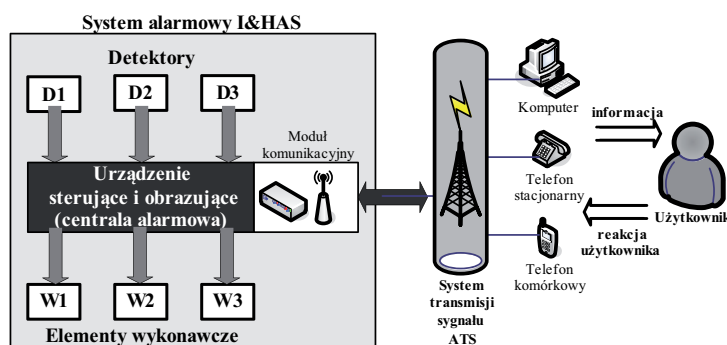 System alarmowy I&HAS
Detektory
D1
D2
D3
Moduł
komunikacyjny
Urządzenie
sterujące i obrazujące
(centrala alarmowa)
W1
W2
W3
Elementy wykonawcze
System
transmisji
sygnału
ATS
Komputer
Telefon
stacjonarny
Telefon
komórkowy
informacja
Użytkownik
reakcja
użytkownika